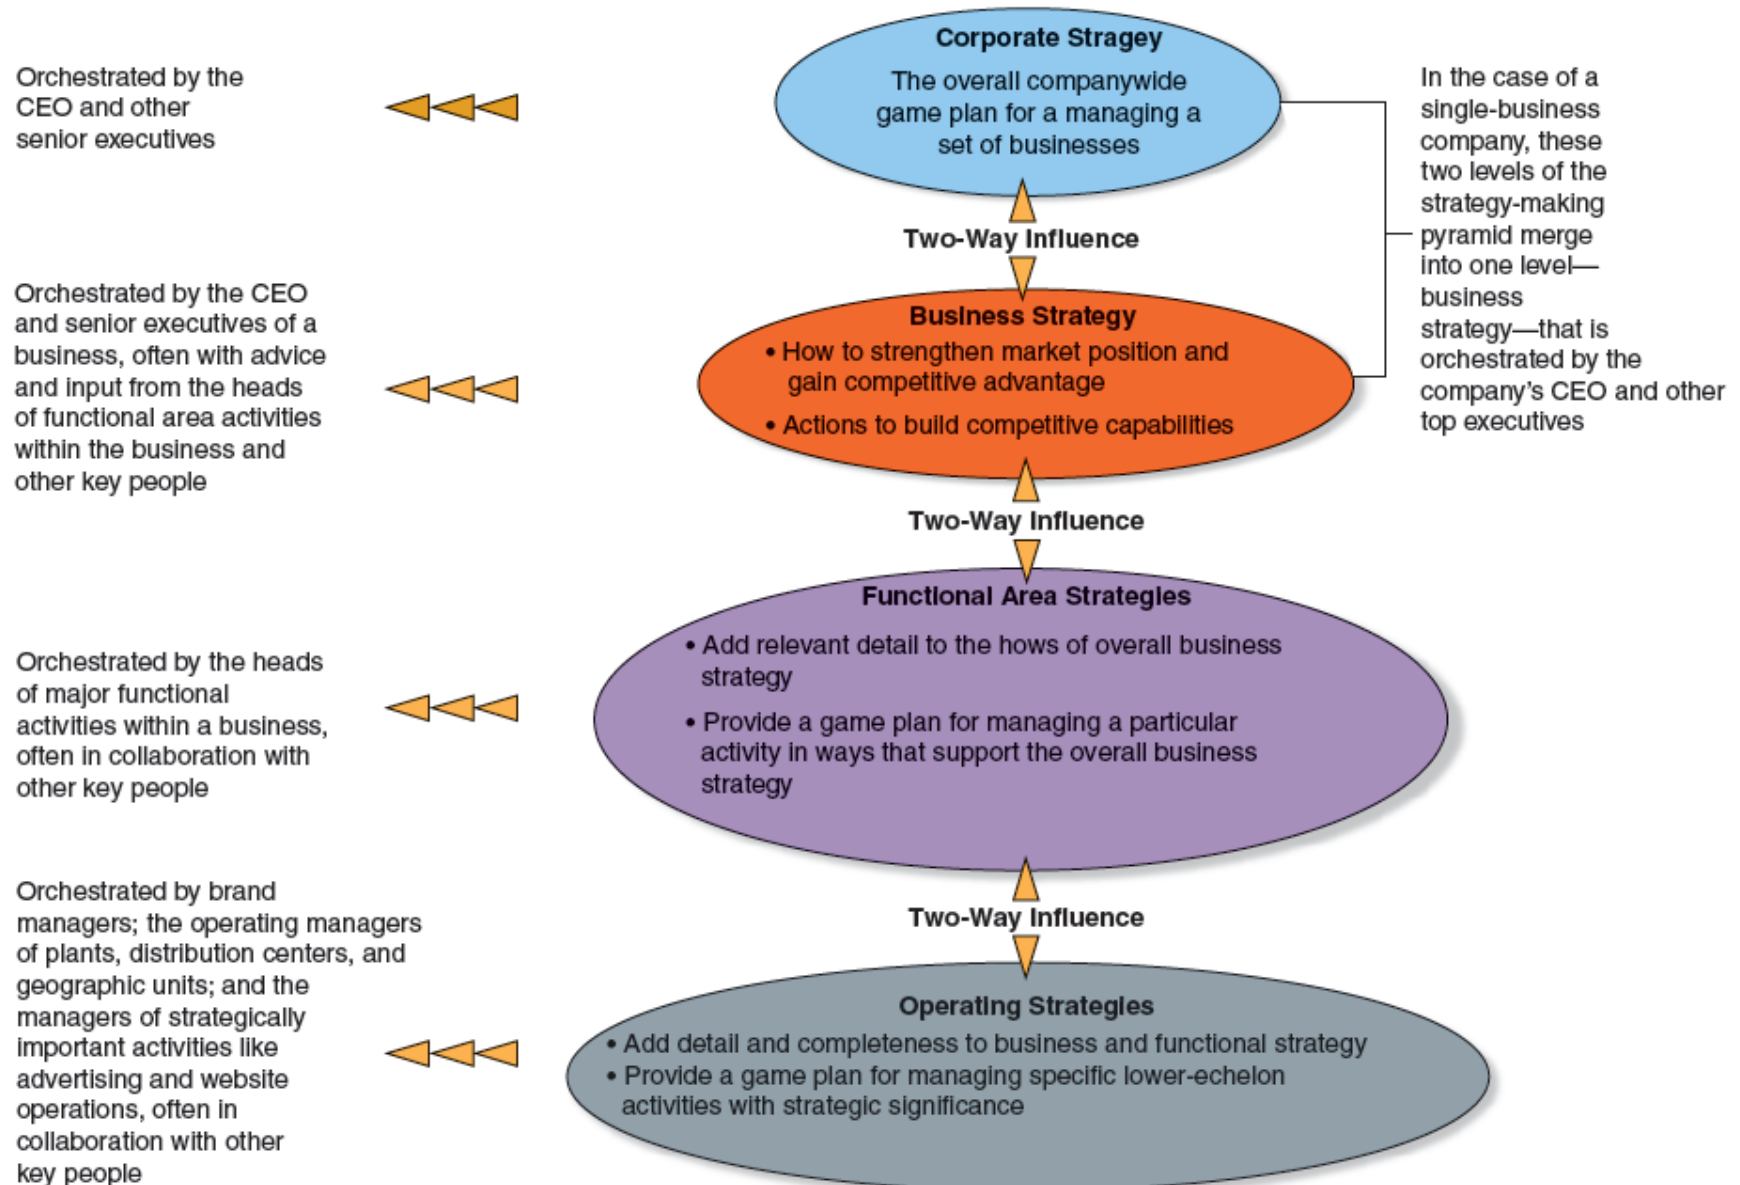 Corporate Stragey
The overall companywide
game plan for a managing a
set of businesses
Orchestrated by the
CEO and other
senior executives
In the case of a
single-business
company, these
two levels of the
strategy-making
pyramid merge
into one level—
business
strategy—that is
orchestrated by the
company's CEO and other
top executives
Two-Way Influence
Orchestrated by the CEO
and senior executives of a
business, often with advice
and input from the heads
of functional area activities
within the business and
other key people
Business Strategy
• How to strengthen market position and
gain competitive advantage
• Actions to build competitive capabilities
Two-Way Influence
Orchestrated by the heads
of major functional
activities within a business,
often in collaboration with
other key people
Functional Area Strategies
• Add relevant detail to the hows of overall business
strategy
• Provide a game plan for managing a particular
activity in ways that support the overall business
strategy
Two-Way Influence
Orchestrated by brand
managers; the operating managers
of plants, distribution centers, and
geographic units; and the
managers of strategically
important activities like
advertising and website
operations, often in
collaboration with other
key people
Operating Strategies
• Add detail and completeness to business and functional strategy
• Provide a game plan for managing specific lower-echelon
activities with strategic significance